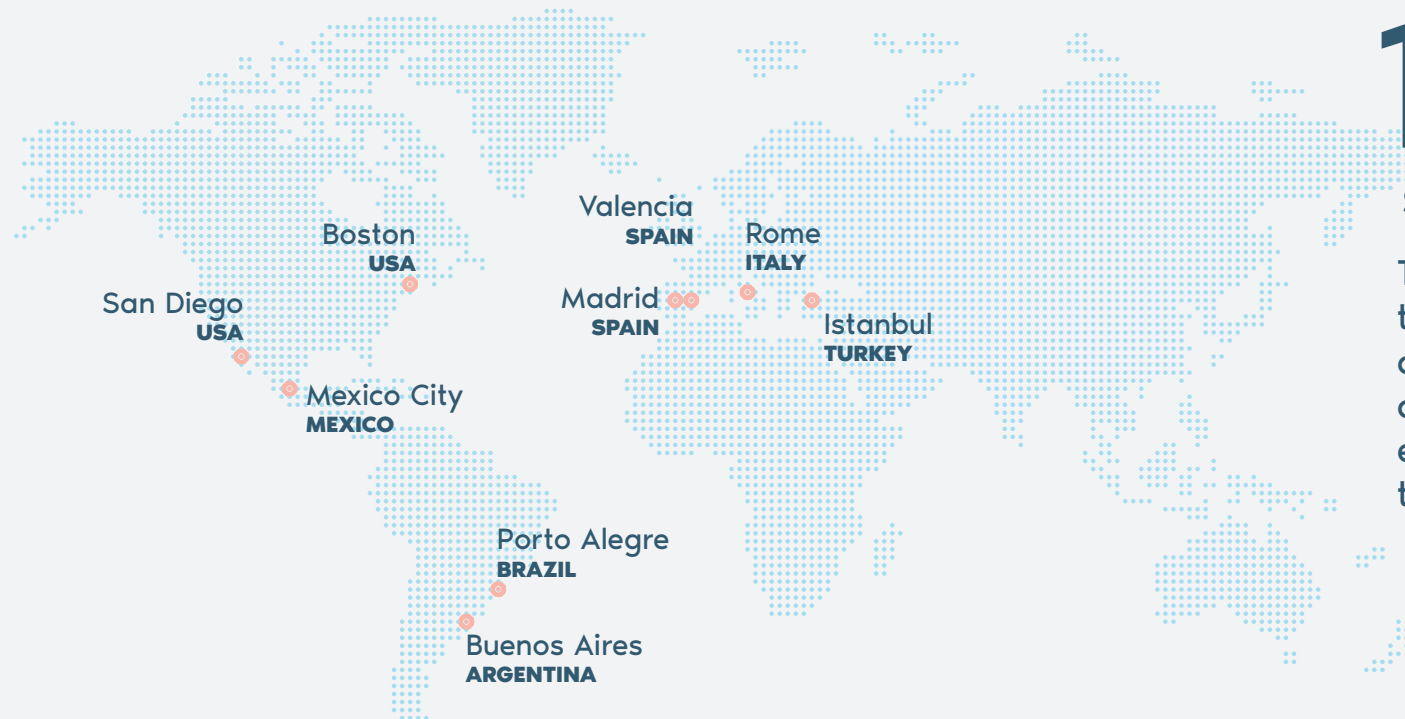 Valencia
SPAIN
Boston
USA
Rome
ITALY
San Diego
USA
Madrid
SPAIN
Istanbul
TURKEY
Mexico City
MEXICO
Porto Alegre
BRAZIL
Buenos Aires
ARGENTINA